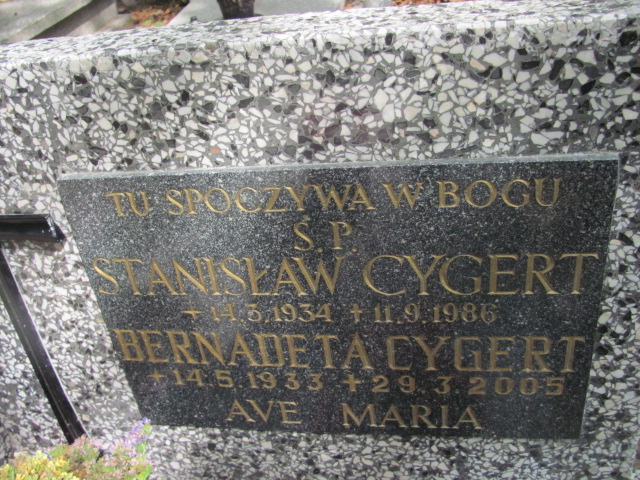 TU SPOCZYWA W BOGU
Ś.P.
STANISŁAW CYGERT
+ 14.5.1934 + 11.9.1986
BERNADETA CYGERT
+ 14.5.1933 + 29.3.2005
AVE MARIA